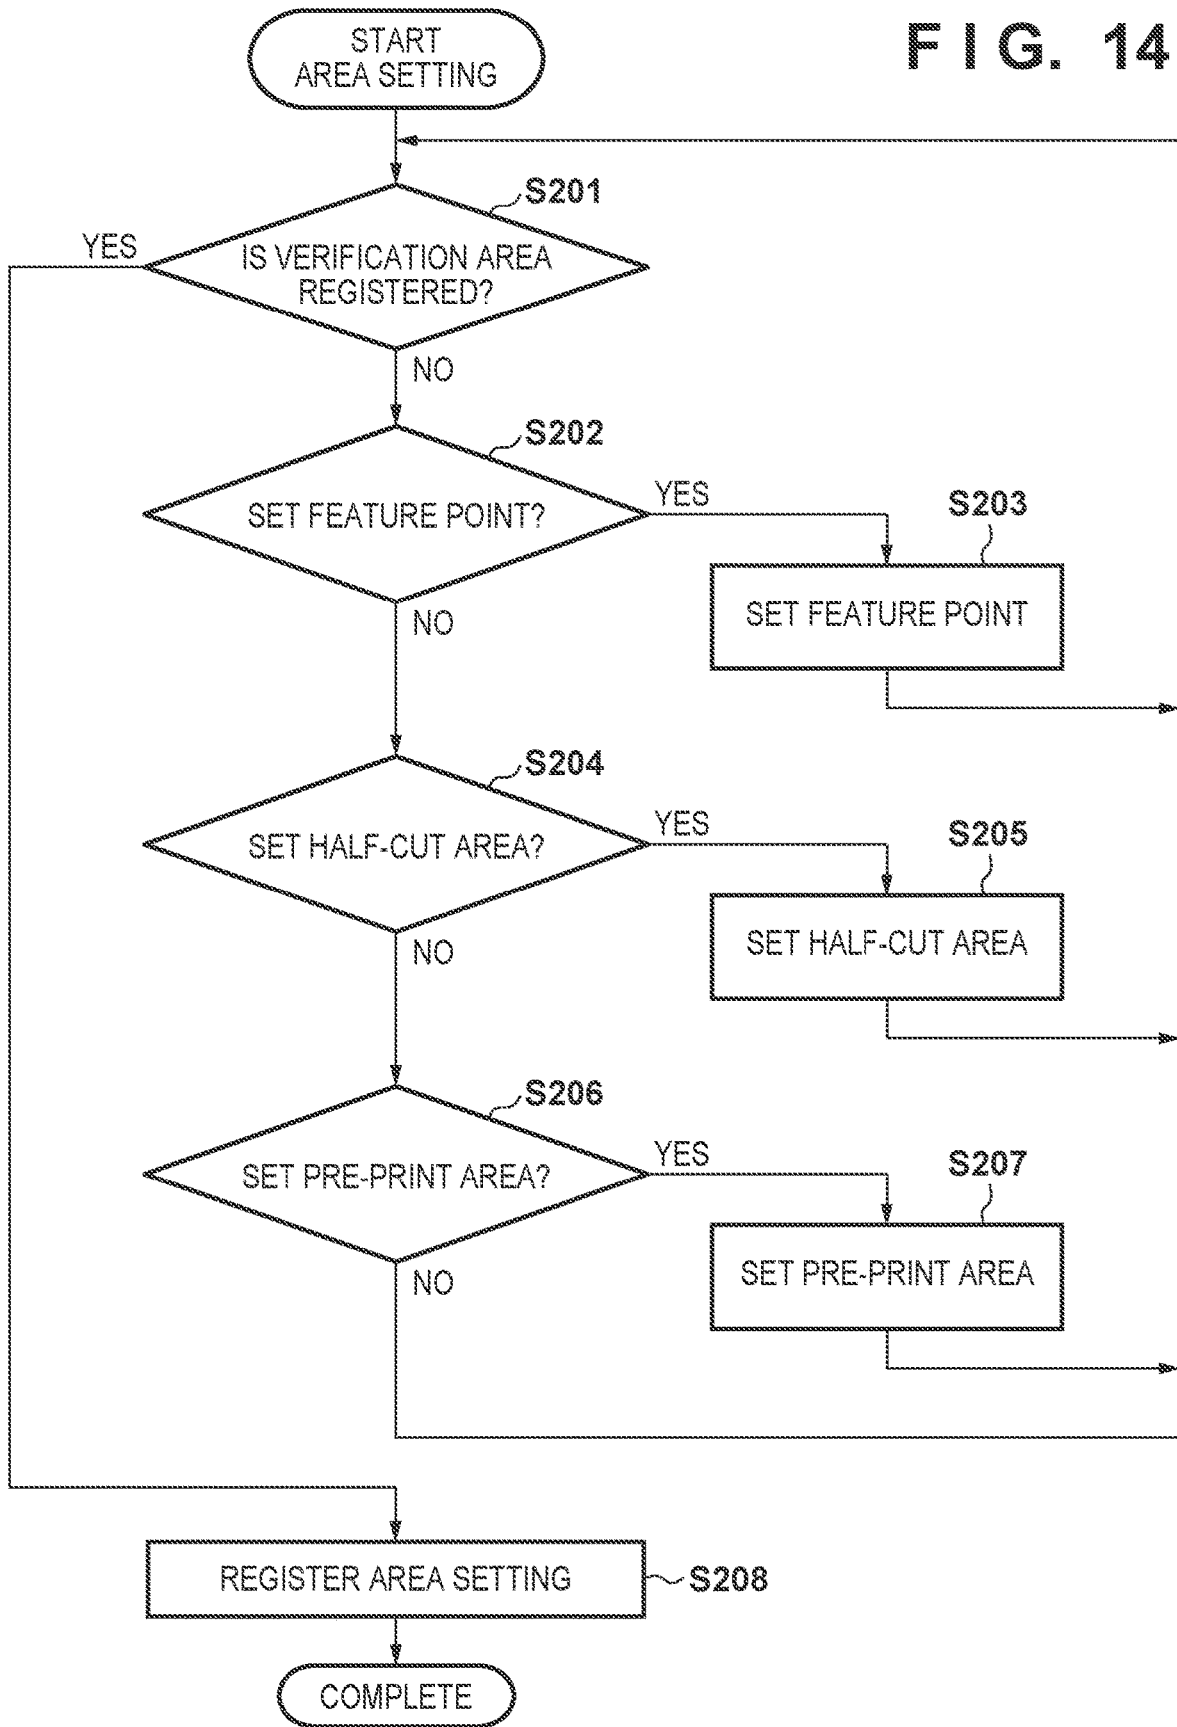 FIG. 14
START
AREA SETTING
S201
YES
IS VERIFICATION AREA
REGISTERED?
NO
S202
YES
SET FEATURE POINT?
S203
SET FEATURE POINT
NO
S204
YES
SET HALF-CUT AREA?
S205
SET HALF-CUT AREA
NO
S206
YES
SET PRE-PRINT AREA?
S207
SET PRE-PRINT AREA
NO
REGISTER AREA SETTING
S208
COMPLETE